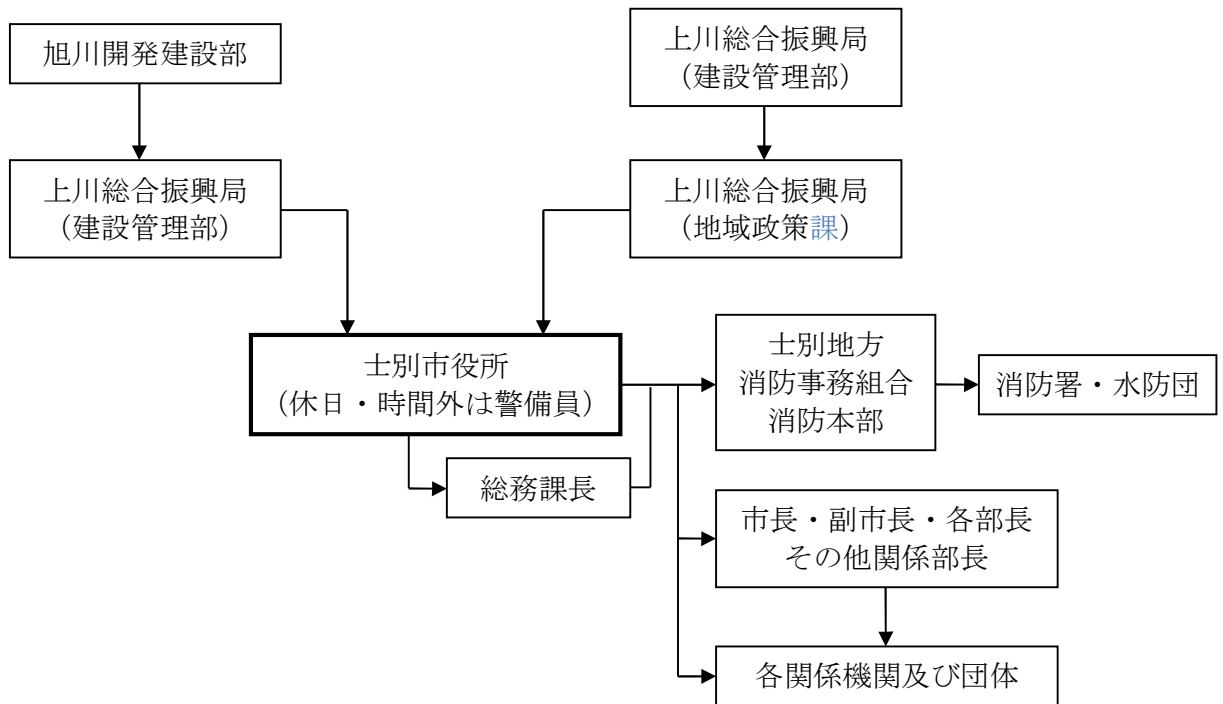 旭川開発建設部
上川総合振興局
(建設管理部)
上川総合振興局
(建設管理部)
上川総合振興局
(地域政策課)
士別市役所
(休日・時間外は警備員)
総務課長
士別地方
消防事務組合
消防本部
消防署・水防団
市長・副市長・各部長
その他関係部長
各関係機関及び団体